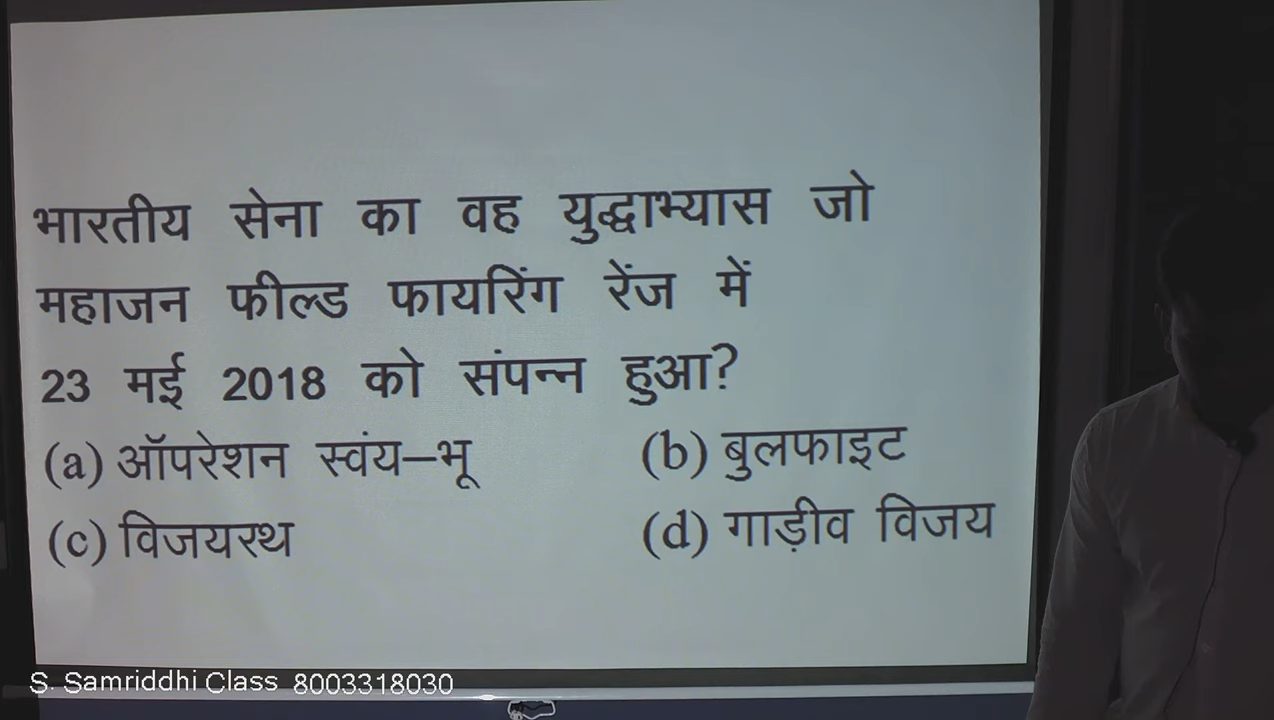 भारतीय सेना का वह युद्धाभ्यास जो
महाजन फील्ड फायरिंग रेंज में
23 मई 2018 को संपन्न हुआ?
(a) ऑपरेशन स्वंय–भू (b) बुलफाइट
(c) विजयरथ (d) गाड़ीव विजय
S. Samriddhi Class 8003318030